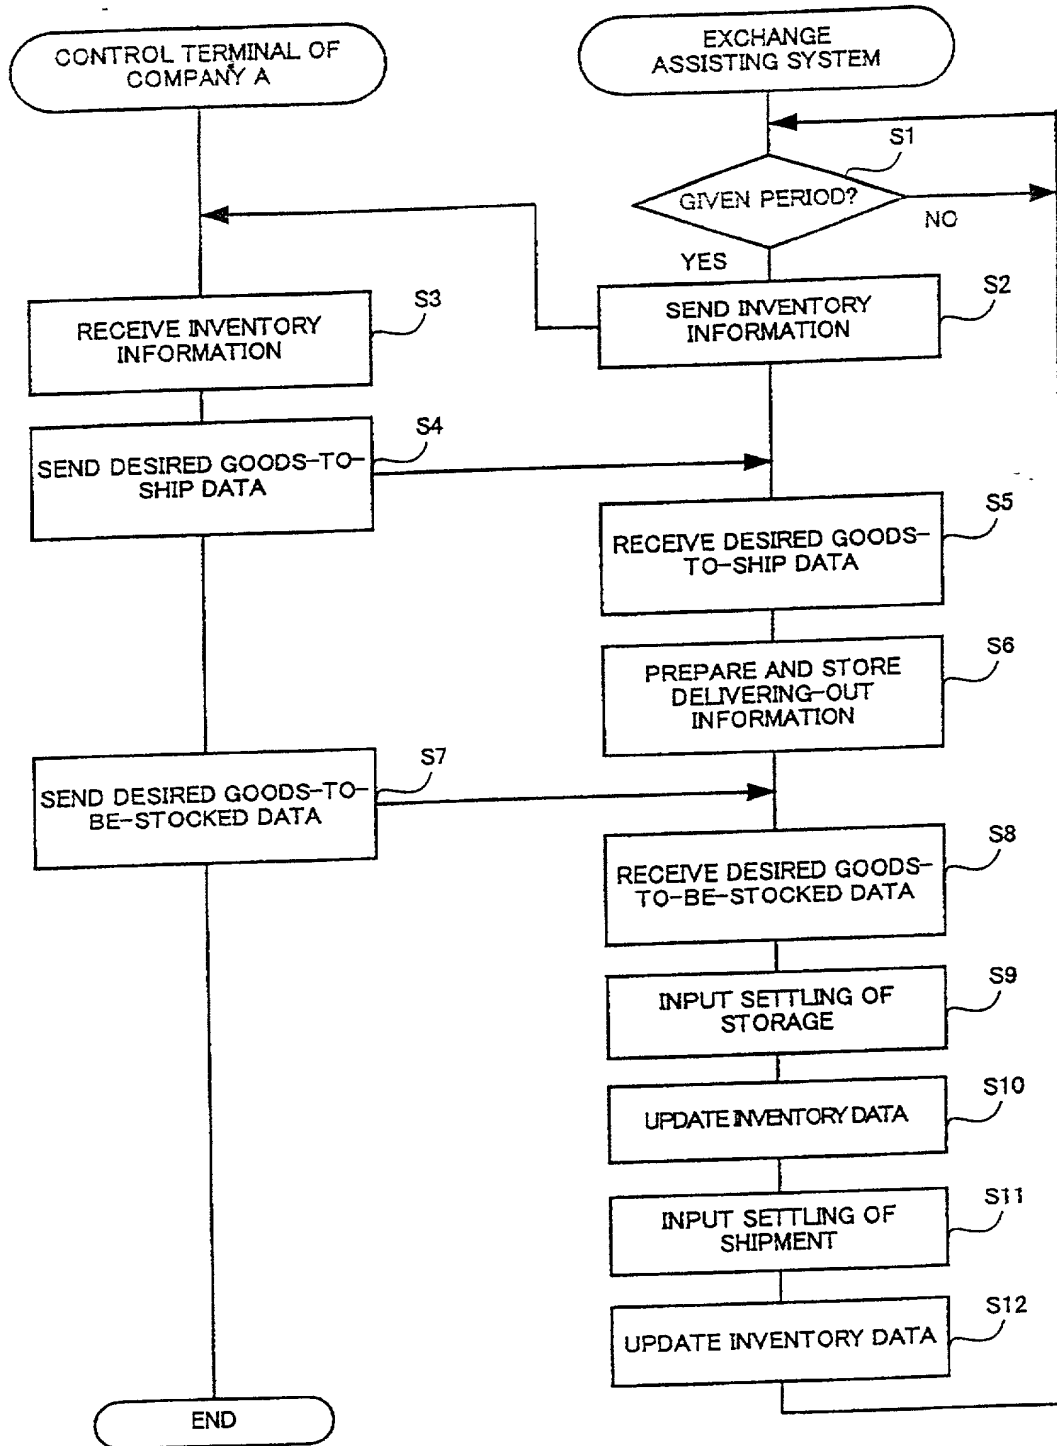 CONTROL TERMINAL OF
COMPANY A
EXCHANGE
ASSISTING SYSTEM
S1
GIVEN PERIOD?
NO
YES
S2
SEND INVENTORY
INFORMATION
S3
RECEIVE INVENTORY
INFORMATION
S4
SEND DESIRED GOODS-TO-
SHIP DATA
S5
RECEIVE DESIRED GOODS-
TO-SHIP DATA
S6
PREPARE AND STORE
DELIVERING-OUT
INFORMATION
S7
SEND DESIRED GOODS-TO-
BE-STOCKED DATA
S8
RECEIVE DESIRED GOODS-
TO-BE-STOCKED DATA
S9
INPUT SETTLING OF
STORAGE
S10
UPDATE INVENTORY DATA
S11
INPUT SETTLING OF
SHIPMENT
S12
UPDATE INVENTORY DATA
END